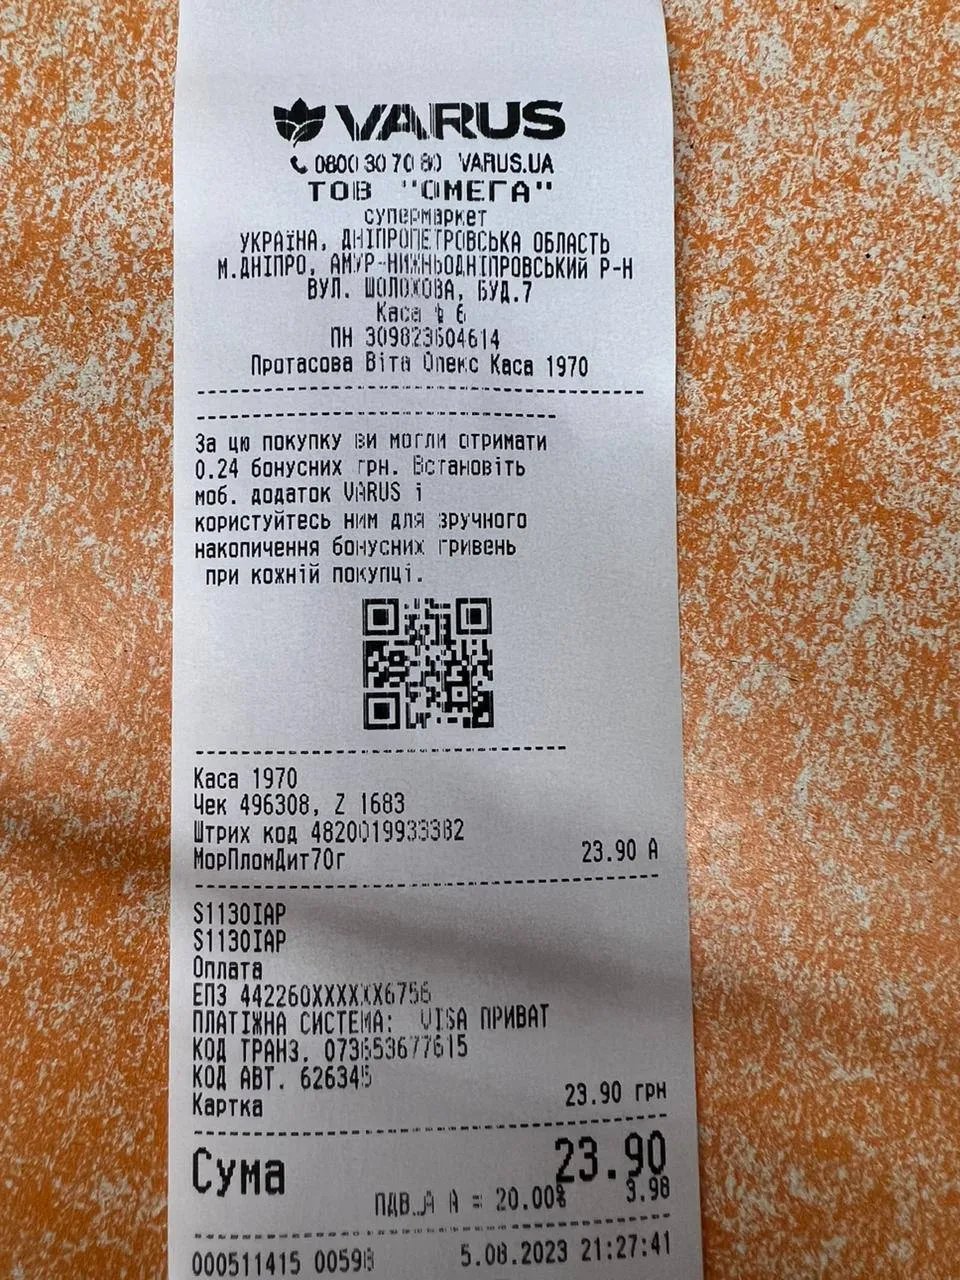 VARUS
0800 30 70 80 VARUS.UA
ТОВ "ОМЕГА"
супермаркет
УКРАЇНА, ДНІПРОПЕТРОВСЬКА ОБЛАСТЬ
М.ДНІПРО, АМУР-НИЖНЬОДНІПРОВСЬКИЙ Р-Н
ВУЛ. ШОЛОХОВА, БУД.7
Каса 6
ПН 309823604614
Протасова Віта Олекс Каса 1970
За цю покупку ви могли отримати
0.24 бонусних грн. Встановіть
моб. додаток VARUS і
користуйтесь ним для зручного
накопичення бонусних гривень
при кожній покупці.
Каса 1970
Чек 496308, Z 1683
Штрих код 4820019933382
МорПломДит70г 23.90 А
S1130IAP
S1130IAP
Оплата
ЕПЗ 442260XXXXXX6756
ПЛАТІЖНА СИСТЕМА: VISA ПРИВАТ
КОД ТРАНЗ. 073653677615
КОД АВТ. 626345
Картка 23.90 грн
Сума 23.90
ПДВ_А А = 20.00% 3.98
000511415 00598 5.08.2023 21:27:41